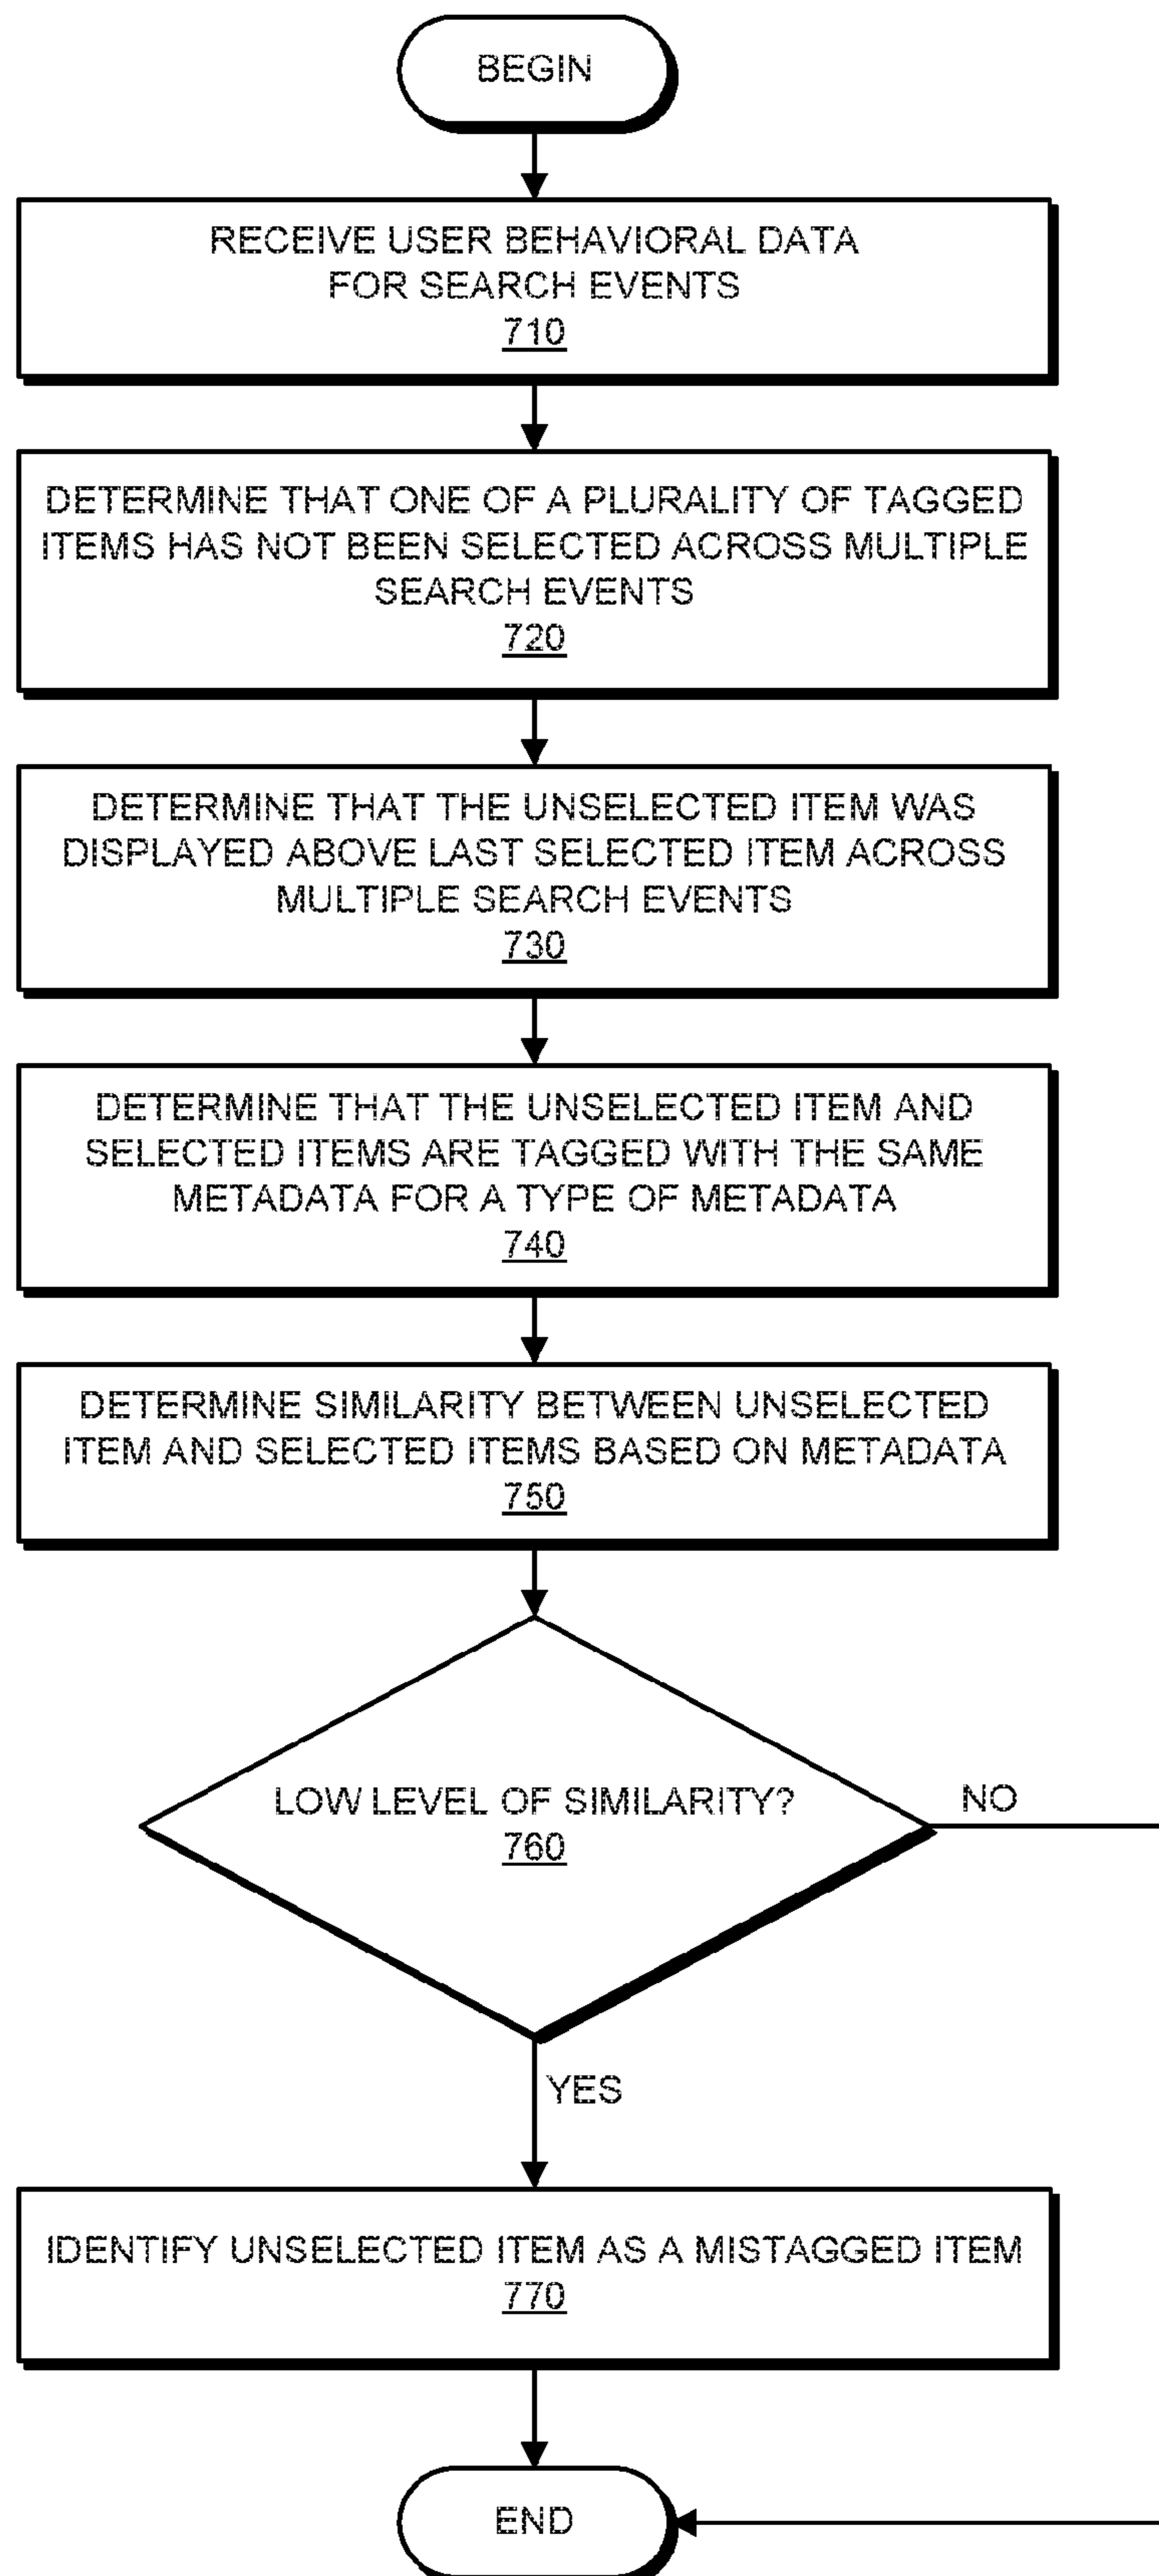 BEGIN
RECEIVE USER BEHAVIORAL DATA
FOR SEARCH EVENTS
710
DETERMINE THAT ONE OF A PLURALITY OF TAGGED
ITEMS HAS NOT BEEN SELECTED ACROSS MULTIPLE
SEARCH EVENTS
720
DETERMINE THAT THE UNSELECTED ITEM WAS
DISPLAYED ABOVE LAST SELECTED ITEM ACROSS
MULTIPLE SEARCH EVENTS
730
DETERMINE THAT THE UNSELECTED ITEM AND
SELECTED ITEMS ARE TAGGED WITH THE SAME
METADATA FOR A TYPE OF METADATA
740
DETERMINE SIMILARITY BETWEEN UNSELECTED
ITEM AND SELECTED ITEMS BASED ON METADATA
750
LOW LEVEL OF SIMILARITY?
760
NO
YES
IDENTIFY UNSELECTED ITEM AS A MISTAGGED ITEM
770
END